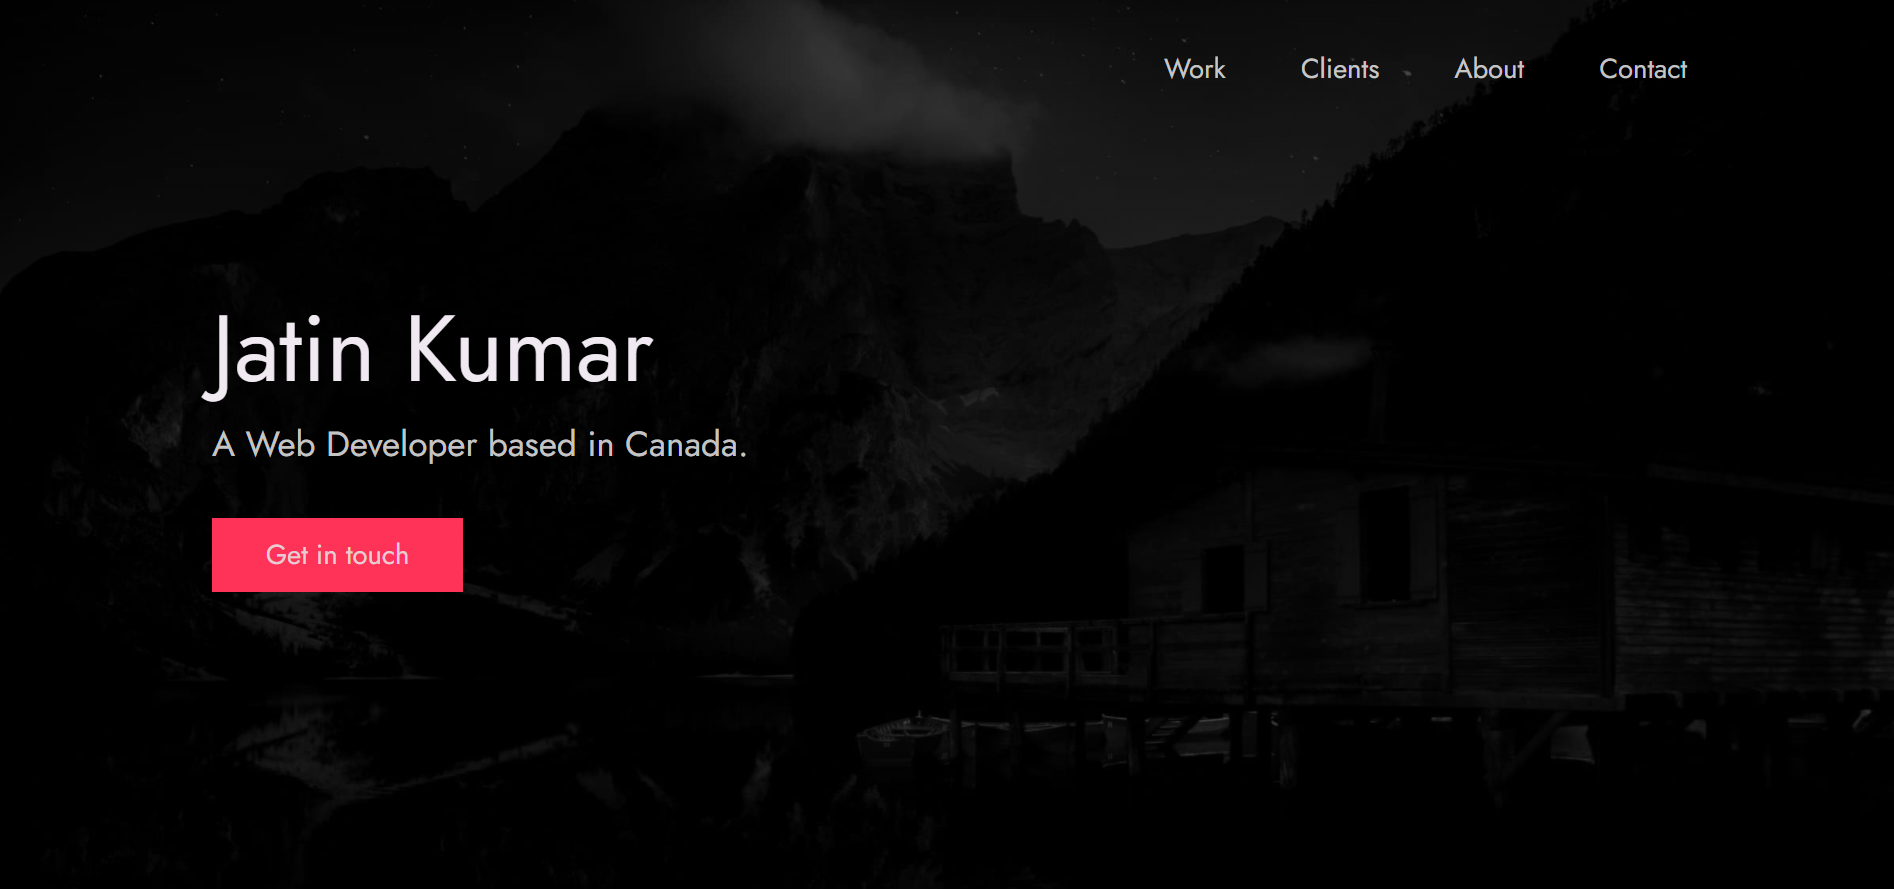 Work Clients About Contact
Jatin Kumar
A Web Developer based in Canada.
Get in touch